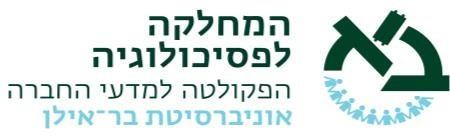 המחלקה
לפסיכולוגיה
הפקולטה למדעי החברה
אוניברסיטת בר־אילן